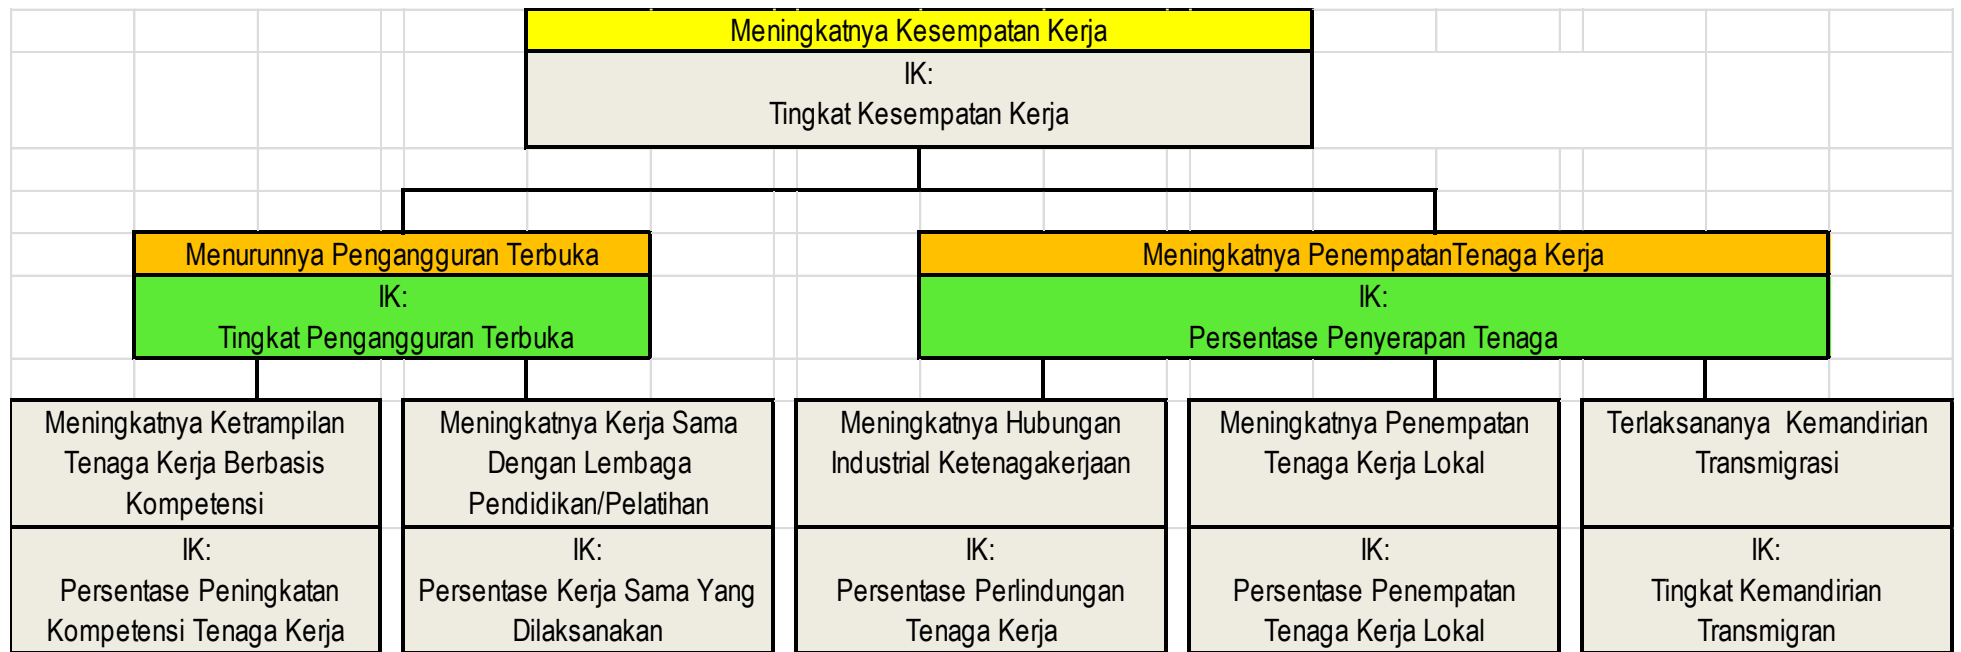 Meningkatnya Kesempatan Kerja
IK:
Tingkat Kesempatan Kerja
Menurunnya Pengangguran Terbuka
IK:
Tingkat Pengangguran Terbuka
Meningkatnya PenempatanTenaga Kerja
IK:
Persentase Penyerapan Tenaga
Meningkatnya Ketrampilan
Tenaga Kerja Berbasis
Kompetensi
IK:
Persentase Peningkatan
Kompetensi Tenaga Kerja
Meningkatnya Kerja Sama
Dengan Lembaga
Pendidikan/Pelatihan
IK:
Persentase Kerja Sama Yang
Dilaksanakan
Meningkatnya Hubungan
Industrial Ketenagakerjaan
IK:
Persentase Perlindungan
Tenaga Kerja
Meningkatnya Penempatan
Tenaga Kerja Lokal
IK:
Persentase Penempatan
Tenaga Kerja Lokal
Terlaksananya  Kemandirian
Transmigrasi
IK:
Tingkat Kemandirian
Transmigran